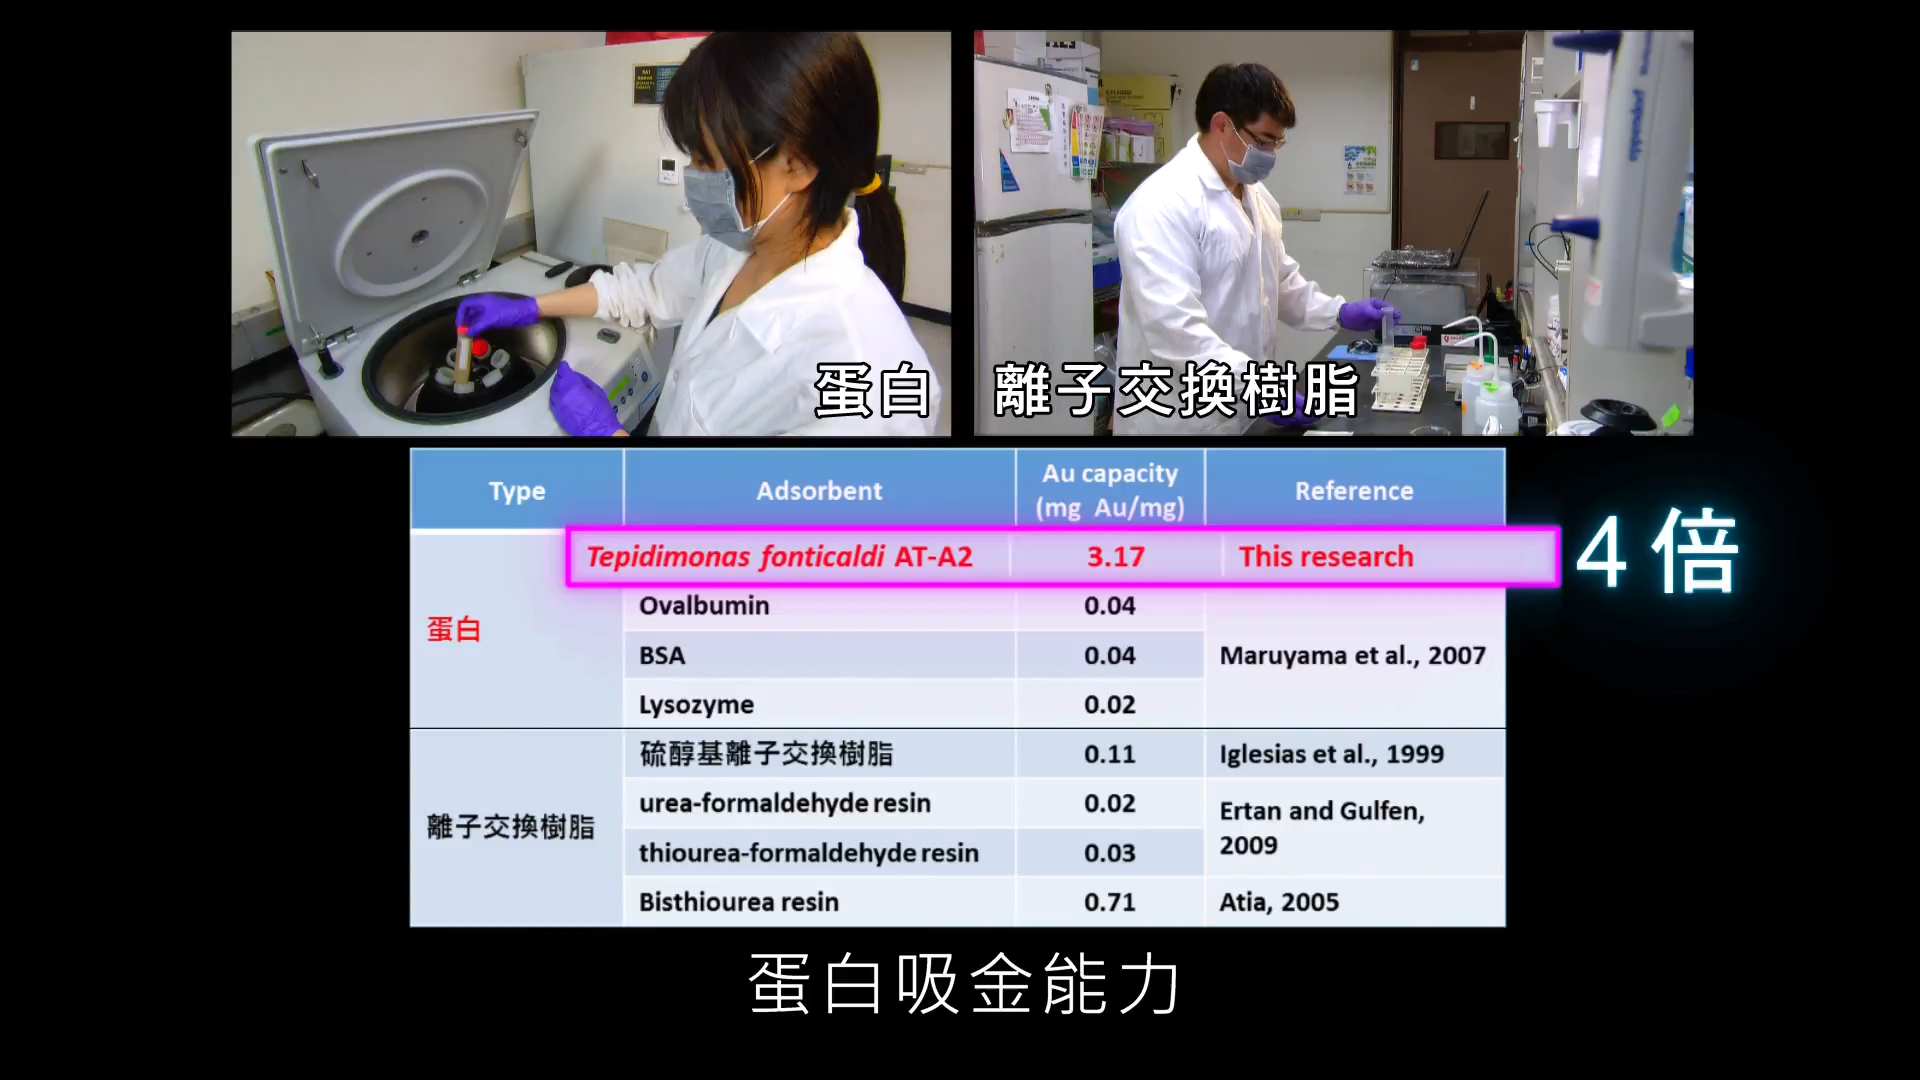 蛋白
離子交換樹脂
Type Adsorbent Au capacity (mg Au/mg) Reference
蛋白
Tepidimonas fonticaldi AT-A2 3.17 This research
4 倍
Ovalbumin 0.04
BSA 0.04 Maruyama et al., 2007
Lysozyme 0.02
離子交換樹脂
硫醇基離子交換樹脂 0.11 Iglesias et al., 1999
urea-formaldehyde resin 0.02 Ertan and Gulfen, 2009
thiourea-formaldehyde resin 0.03
Bisthiourea resin 0.71 Atia, 2005
蛋白吸金能力